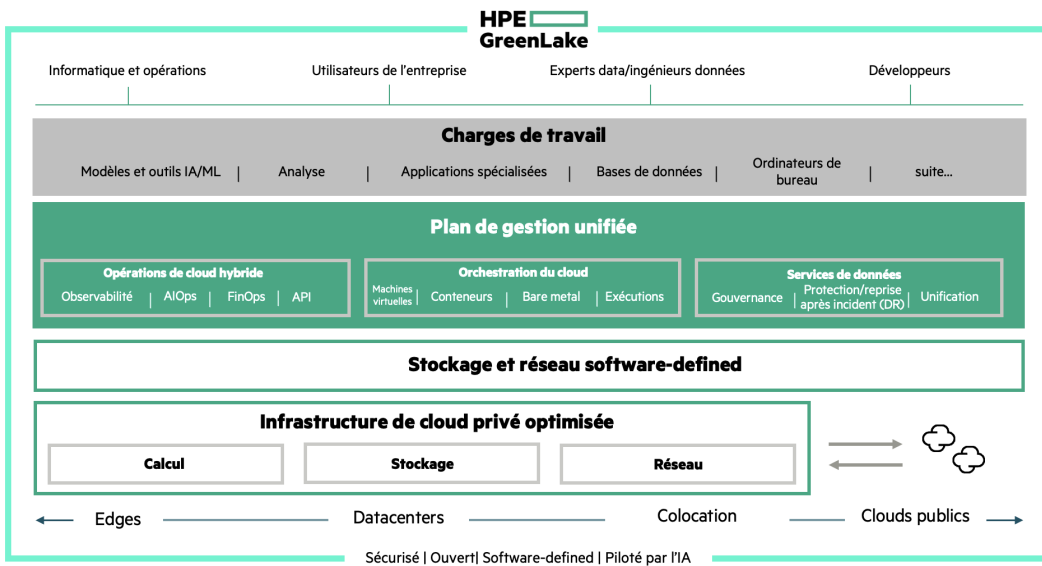 HPE
GreenLake
Informatique et opérations
Utilisateurs de l'entreprise
Experts data/ingénieurs données
Développeurs
Charges de travail
Modèles et outils IA/ML | Analyse | Applications spécialisées | Bases de données | Ordinateurs de
bureau | suite...
Plan de gestion unifiée
Opérations de cloud hybride
Observabilité | AIOps | FinOps | API
Orchestration du cloud
Machines
virtuelles | Conteneurs | Bare metal | Exécutions
Services de données
Gouvernance | Protection/reprise
après incident (DR) | Unification
Stockage et réseau software-defined
Infrastructure de cloud privé optimisée
Calcul
Stockage
Réseau
Edges
Datacenters
Colocation
Clouds publics
Sécurisé | Ouvert| Software-defined | Piloté par l'IA